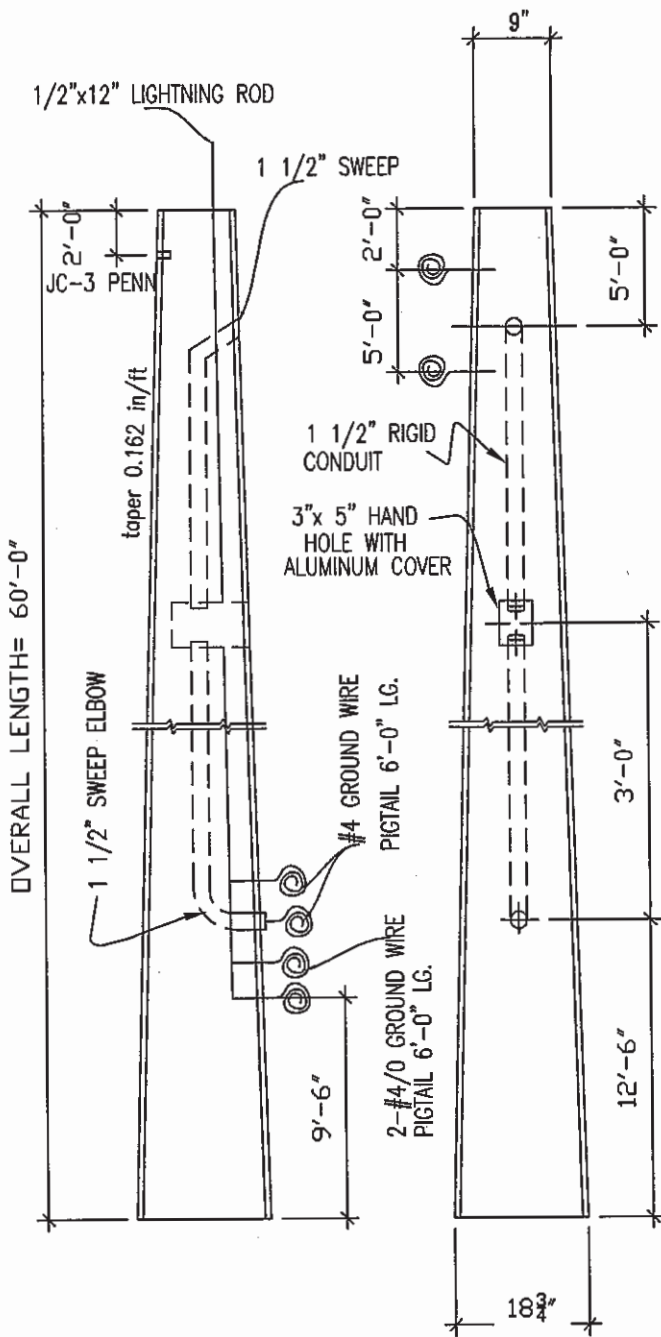 9"
1/2"x12" LIGHTNING ROD
1 1/2" SWEEP
2'-0"
JC-3 PENN
2'-0"
5'-0"
5'-0"
taper 0.162 in/ft
1 1/2" RIGID
CONDUIT
3"x 5" HAND
HOLE WITH
ALUMINUM COVER
OVERALL LENGTH= 60'-0"
1 1/2" SWEEP ELBOW
#4 GROUND WIRE
PIGTAIL 6'-0" LG.
3'-0"
2-#4/0 GROUND WIRE
PIGTAIL 6'-0" LG.
9'-6"
12'-6"
18 3/4"